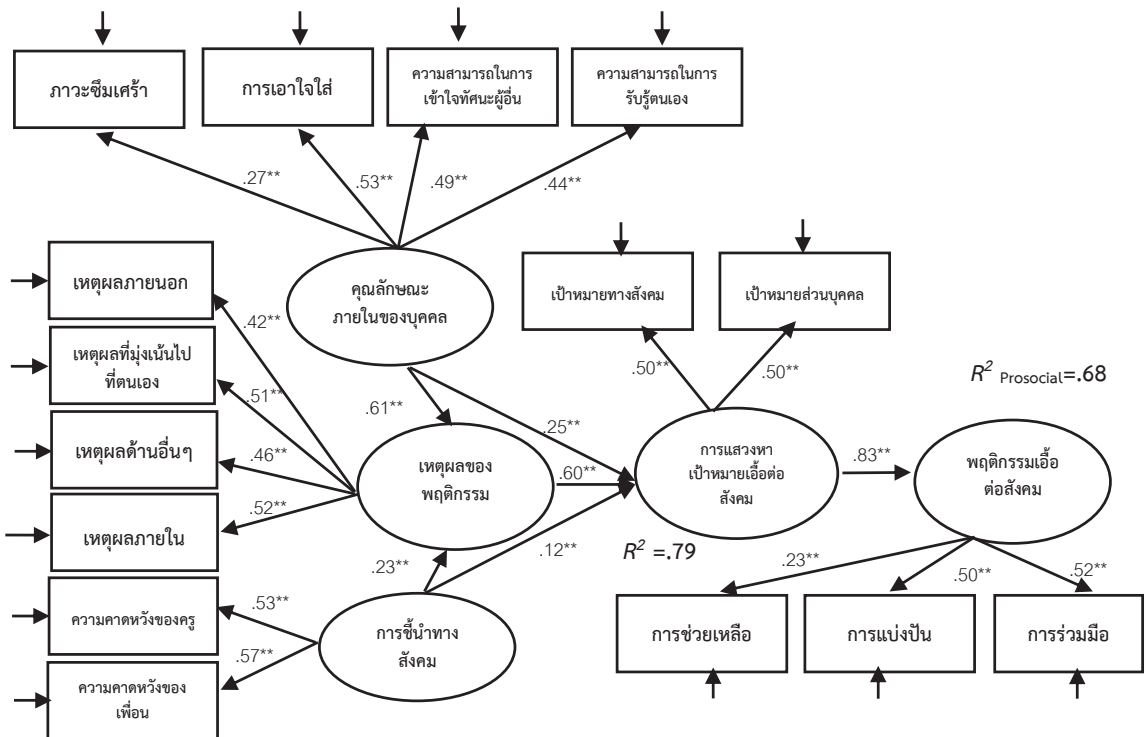 ภาวะซึมเศร้า
การเอาใจใส่
ความสามารถในการ
เข้าใจทัศนะผู้อื่น
ความสามารถในการ
รับรู้ตนเอง
.27**
.53**
.49**
.44**
เหตุผลภายนอก
คุณลักษณะ
ภายในของบุคคล
เป้าหมายทางสังคม
เป้าหมายส่วนบุคคล
.42**
เหตุผลที่มุ่งเน้นไป
ที่ตนเอง
.51**
.61**
.25**
.50**
.50**
R² Prosocial=.68
เหตุผลด้านอื่นๆ
.46**
เหตุผลของ
พฤติกรรม
.60**
การแสวงหา
เป้าหมายเอื้อต่อ
สังคม
.83**
พฤติกรรมเอื้อ
ต่อสังคม
เหตุผลภายใน
.52**
.23**
.12**
R² =.79
.23**
.50**
.52**
ความคาดหวังของครู
.53**
การชี้นำทาง
สังคม
การช่วยเหลือ
การแบ่งปัน
การร่วมมือ
.57**
ความคาดหวังของ
เพื่อน